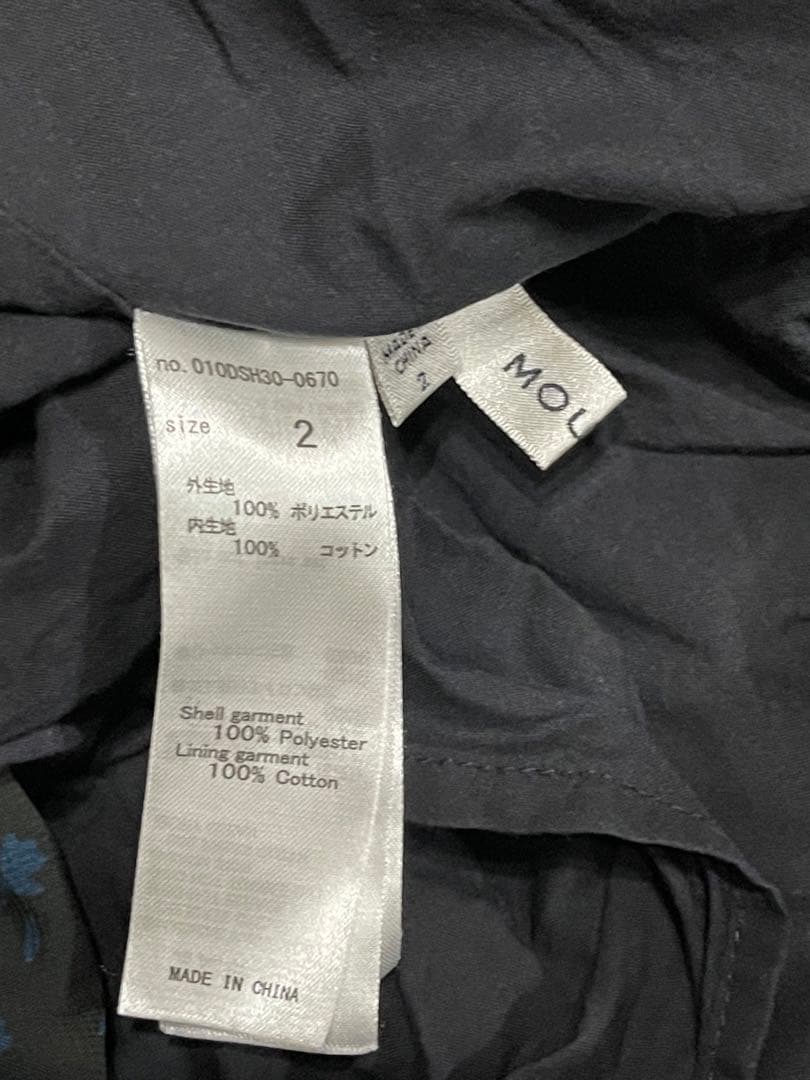 no. 010DSH30-0670
size 2
外生地
100% ポリエステル
内生地
100% コットン
Shell garment
100% Polyester
Lining garment
100% Cotton
MADE IN CHINA
MADE
CHINA
2
MOU